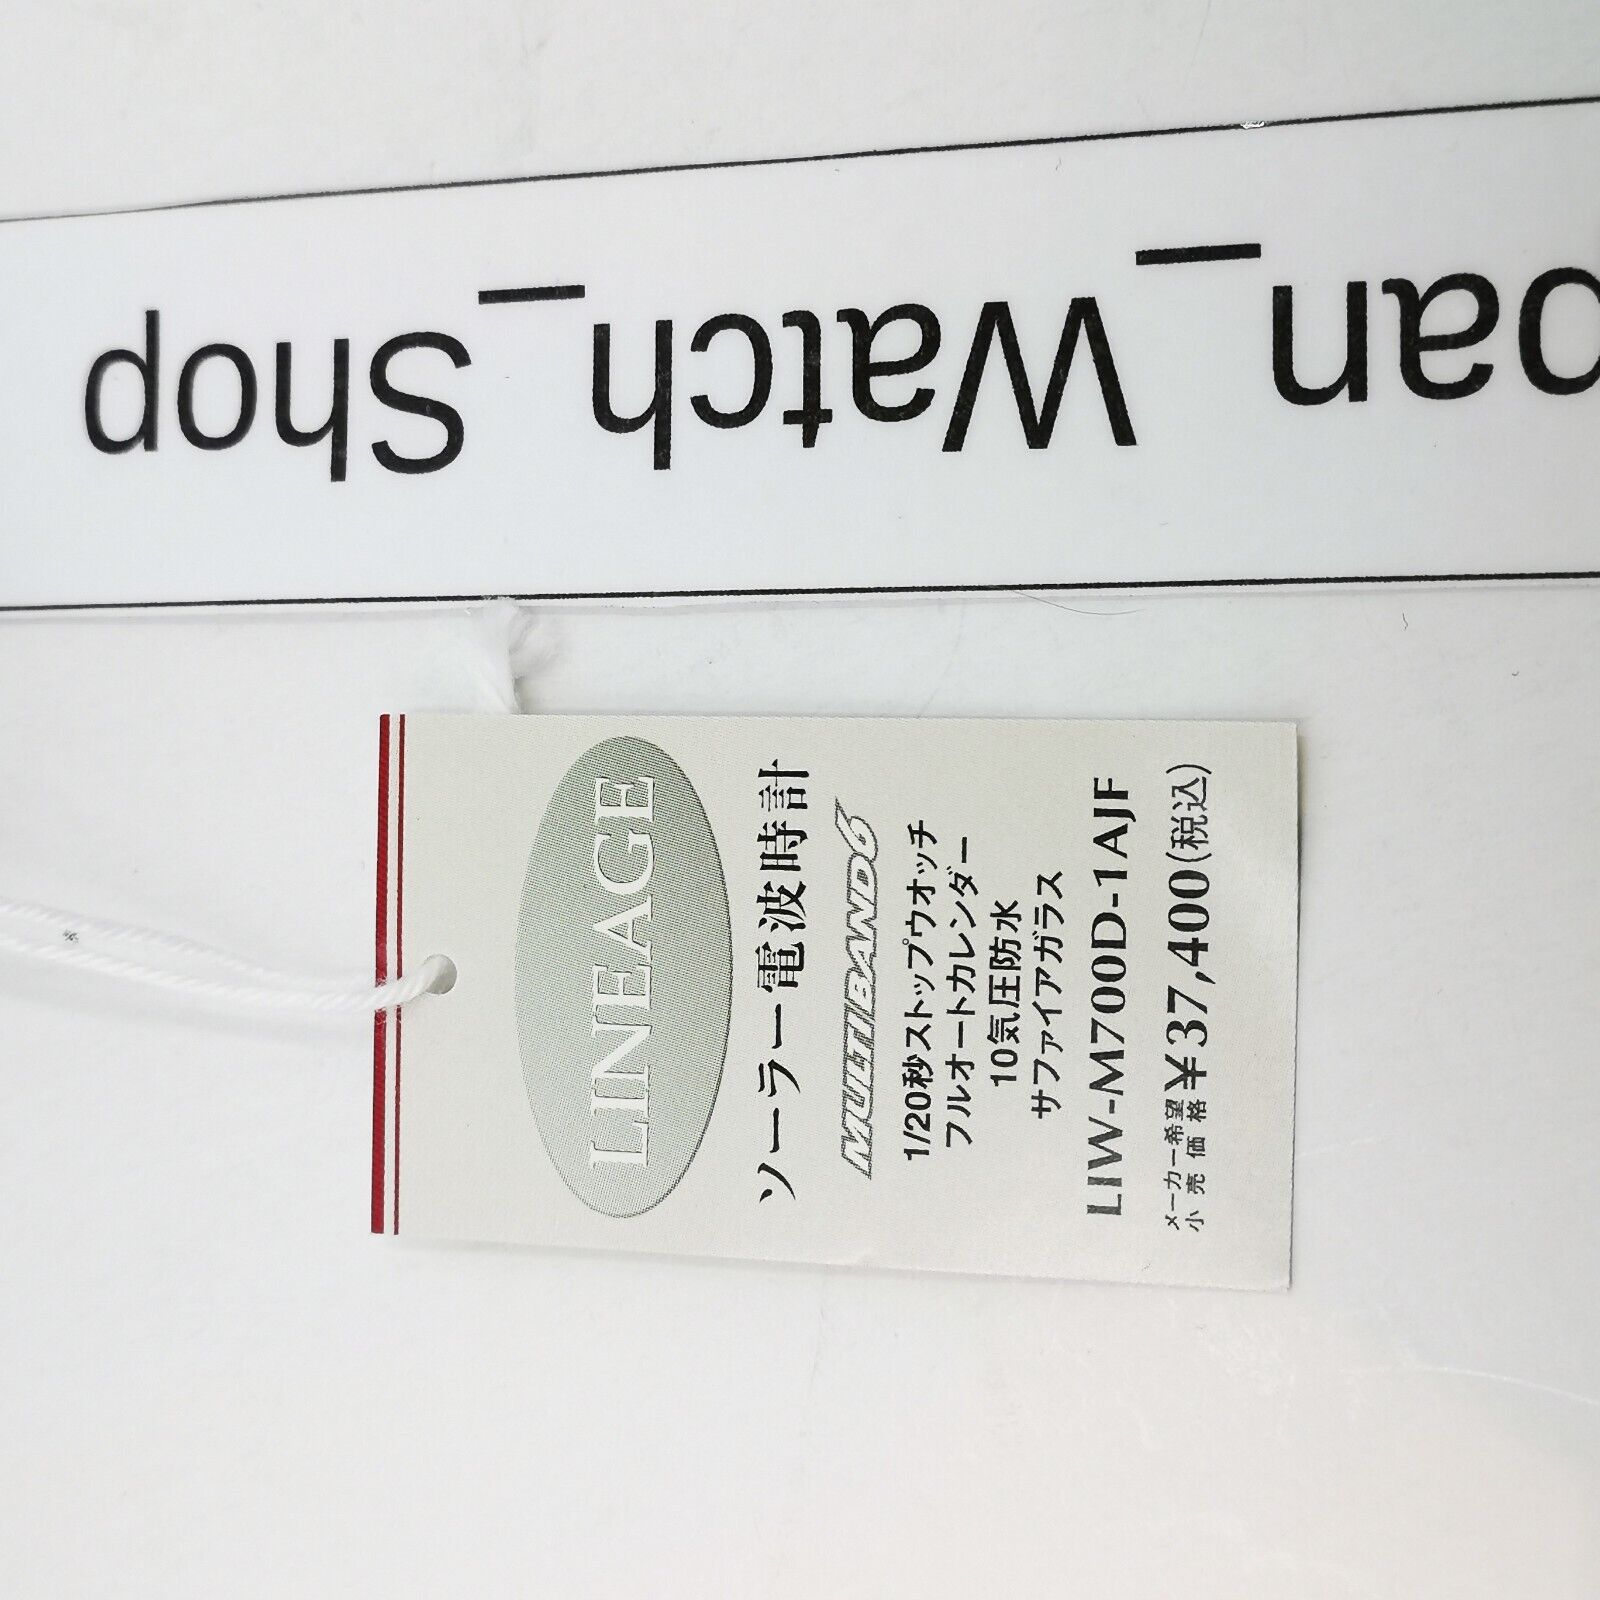 pan_Watch_Shop
LINEAGE
ソーラー電波時計
MULTIBAND6
1/20秒ストップウオッチ
フルオートカレンダー
10気圧防水
サファイアガラス
LIW-M700D-1AJF
メーカー希望
小売価格
¥37,400(税込)